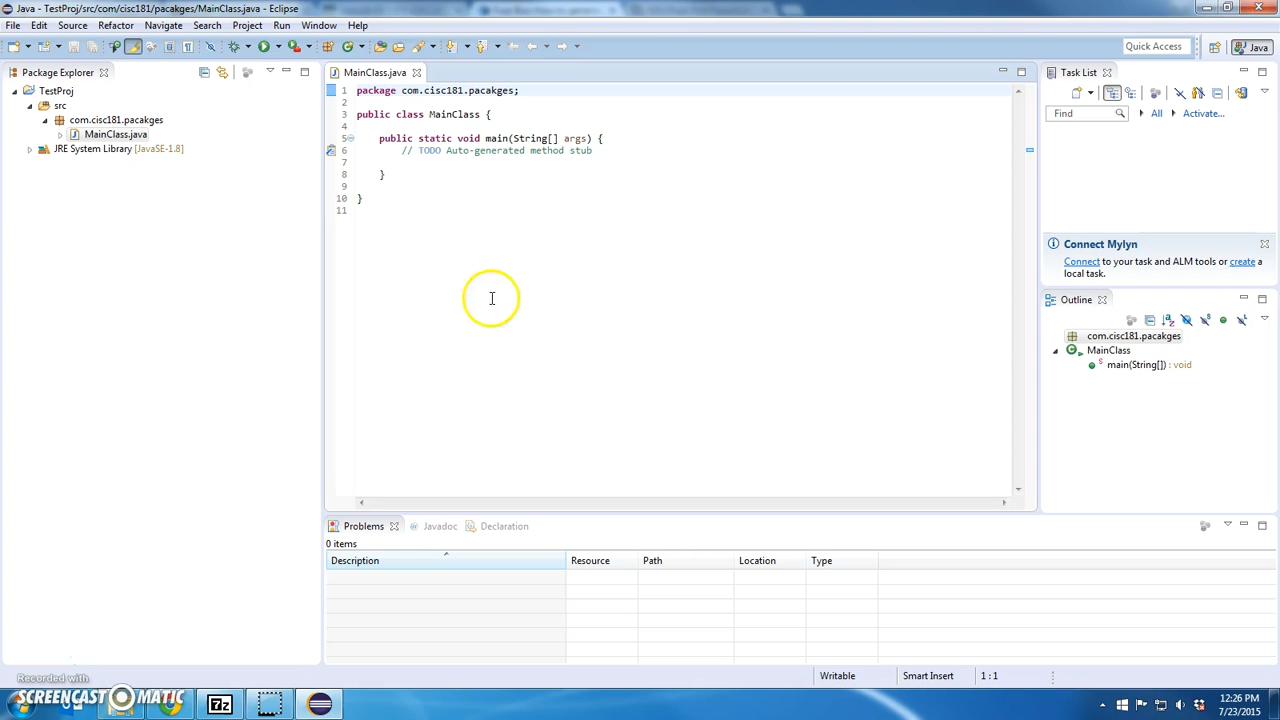 Java - TestProj/src/com/cisc181/pacakges/MainClass.java - Eclipse
File Edit Source Refactor Navigate Search Project Run Window Help
Quick Access
Java
Package Explorer
TestProj
src
com.cisc181.pacakges
MainClass.java
JRE System Library [JavaSE-1.8]
MainClass.java
1 package com.cisc181.pacakges;
2
3 public class MainClass {
4
5 public static void main(String[] args) {
6 // TODO Auto-generated method stub
7
8 }
9
10 }
11
Task List
Find All Activate...
Connect Mylyn
Connect to your task and ALM tools or create a
local task.
Outline
com.cisc181.pacakges
MainClass
main(String[]) : void
Problems Javadoc Declaration
0 items
Description Resource Path Location Type
Writable Smart Insert 1 : 1
Recorded with
SCREENCAST MATIC
7z
12:26 PM
7/23/2015